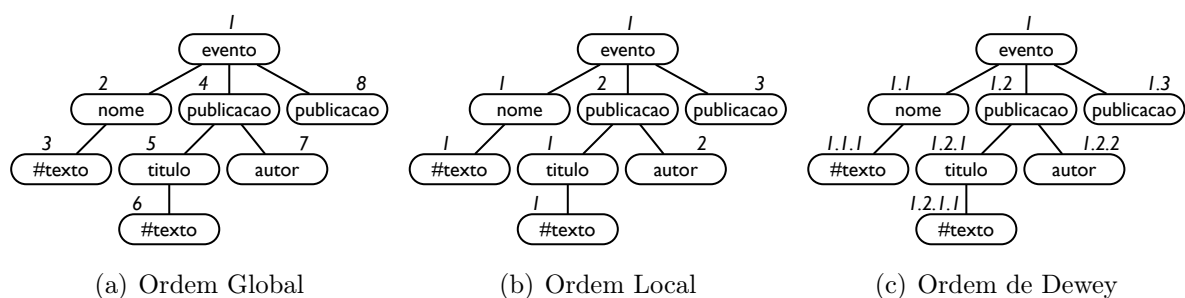 1 1 1
evento evento evento
2 4 8 1 2 3 1.1 1.2 1.3
nome publicacao publicacao nome publicacao publicacao nome publicacao publicacao
3 5 7 1 1 2 1.1.1 1.2.1 1.2.2
#texto titulo autor #texto titulo autor #texto titulo autor
6 1 1.2.1.1
#texto #texto #texto
(a) Ordem Global (b) Ordem Local (c) Ordem de Dewey